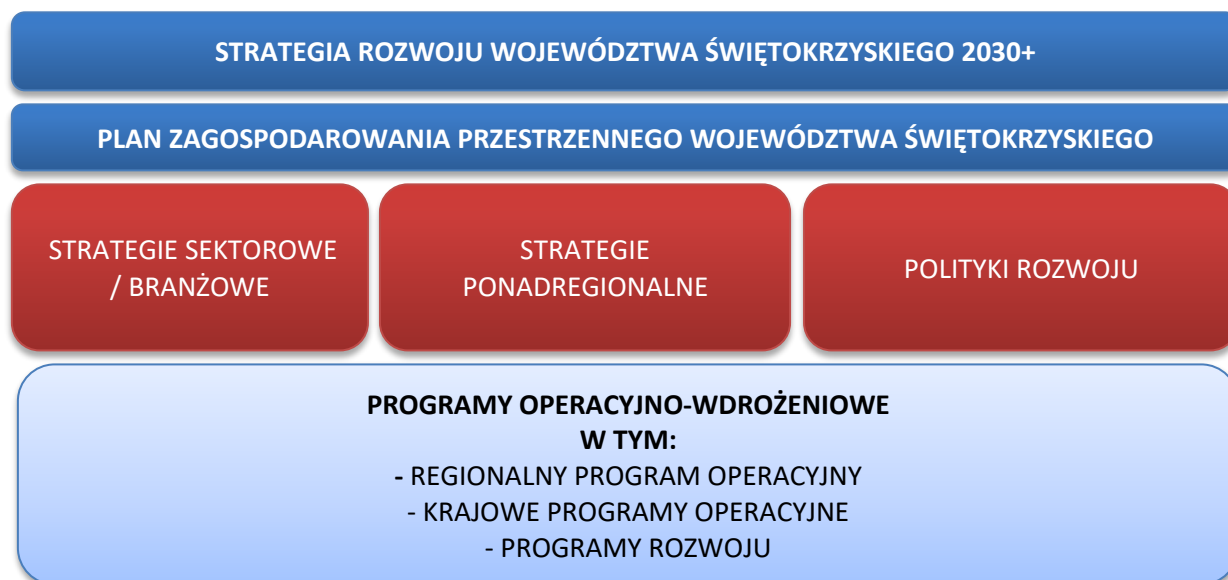 STRATEGIA ROZWOJU WOJEWÓDZTWA ŚWIĘTOKRZYSKIEGO 2030+
PLAN ZAGOSPODAROWANIA PRZESTRZENNEGO WOJEWÓDZTWA ŚWIĘTOKRZYSKIEGO
STRATEGIE SEKTOROWE
/ BRANŻOWE
STRATEGIE
PONADREGIONALNE
POLITYKI ROZWOJU
PROGRAMY OPERACYJNO-WDROŻENIOWE
W TYM:
- REGIONALNY PROGRAM OPERACYJNY
- KRAJOWE PROGRAMY OPERACYJNE
- PROGRAMY ROZWOJU